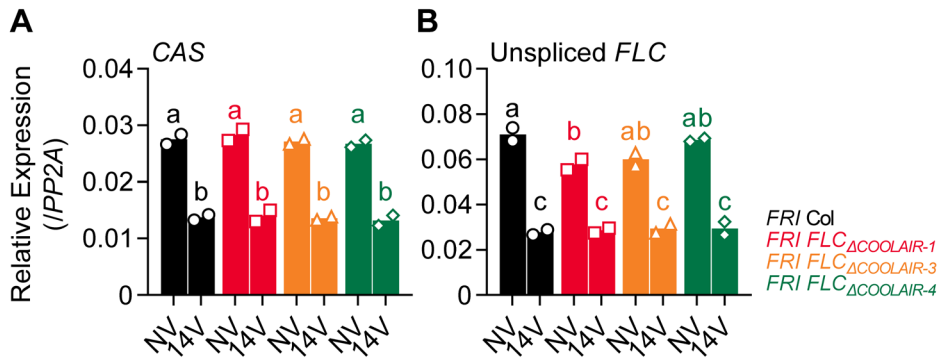 A
B
CAS
Unspliced FLC
Relative Expression
(/PP2A)
0.04
0.03
0.02
0.01
0
a
b
a
b
a
b
a
b
NV
14V
NV
14V
NV
14V
NV
14V
0.10
0.08
0.06
0.04
0.02
0.00
a
c
b
c
ab
c
ab
c
NV
14V
NV
14V
NV
14V
NV
14V
FRI Col
FRI FLCΔCOOLAIR-1
FRI FLCΔCOOLAIR-3
FRI FLCΔCOOLAIR-4